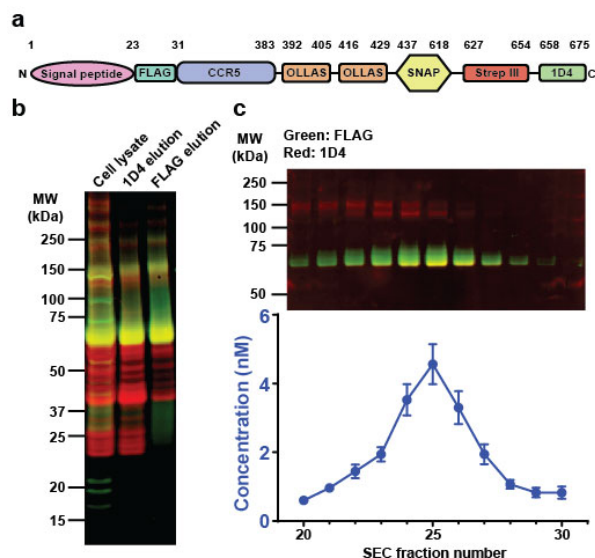 a
1 23 31 383 392 405 416 429 437 618 627 654 658 675
N Signal peptide FLAG CCR5 OLLAS OLLAS SNAP Strep III 1D4 C
b
Cell lysate
1D4 elution
FLAG elution
MW
(kDa)
250
150
100
75
50
37
25
20
15
c
MW
(kDa)
Green: FLAG
Red: 1D4
250
150
100
75
50
Concentration (nM)
6
4
2
0
20 25 30
SEC fraction number